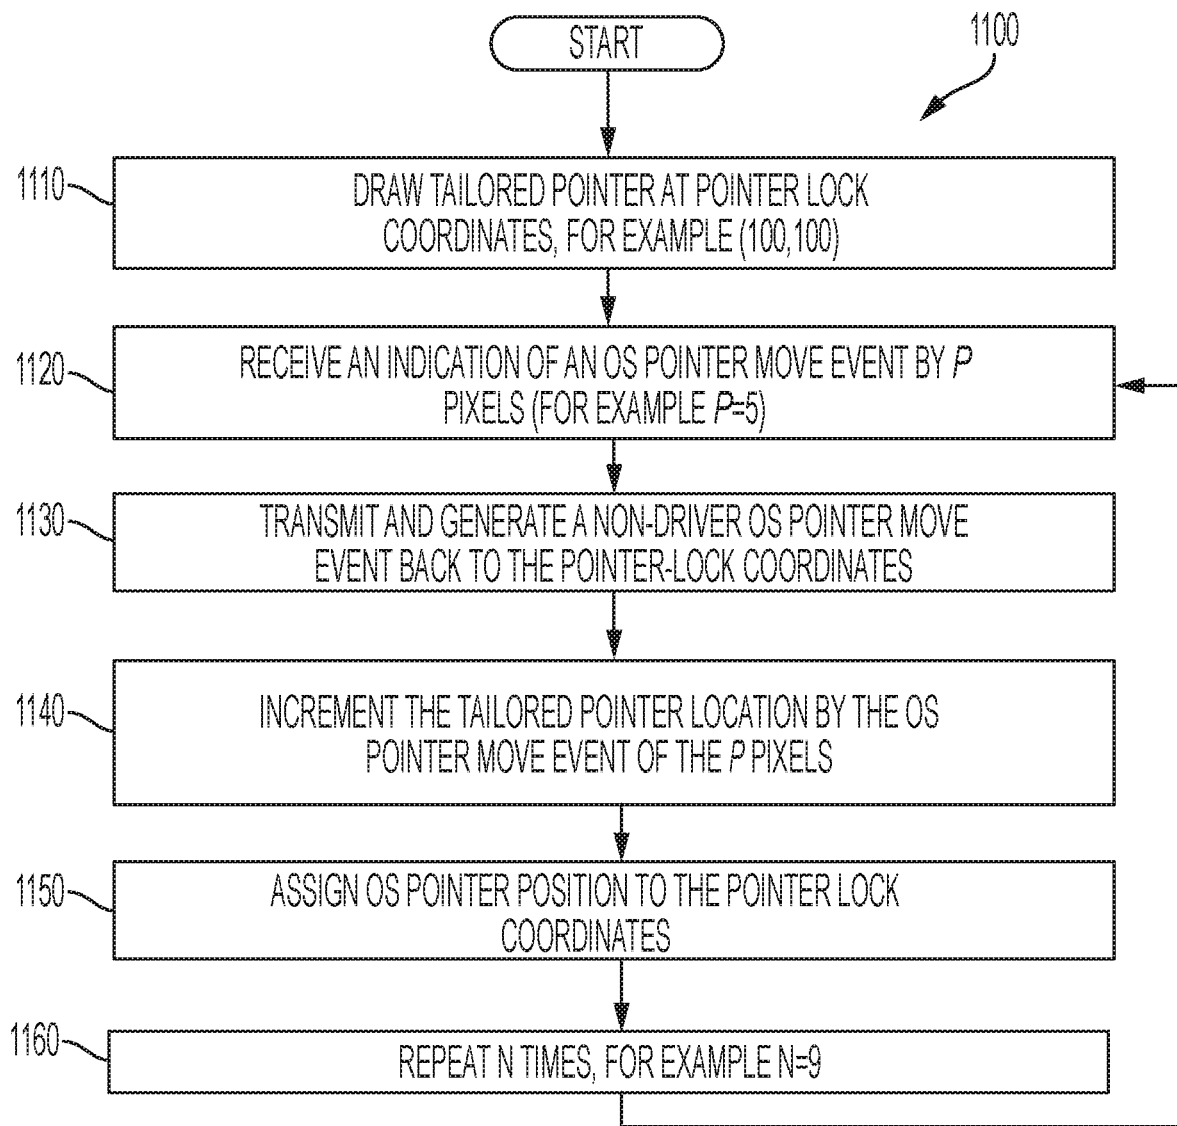 START
1100
1110
DRAW TAILORED POINTER AT POINTER LOCK
COORDINATES, FOR EXAMPLE (100,100)
1120
RECEIVE AN INDICATION OF AN OS POINTER MOVE EVENT BY P
PIXELS (FOR EXAMPLE P=5)
1130
TRANSMIT AND GENERATE A NON-DRIVER OS POINTER MOVE
EVENT BACK TO THE POINTER-LOCK COORDINATES
1140
INCREMENT THE TAILORED POINTER LOCATION BY THE OS
POINTER MOVE EVENT OF THE P PIXELS
1150
ASSIGN OS POINTER POSITION TO THE POINTER LOCK
COORDINATES
1160
REPEAT N TIMES, FOR EXAMPLE N=9